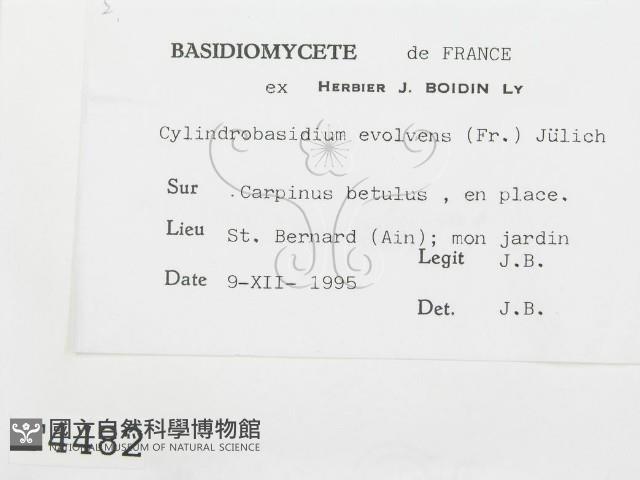 BASIDIOMYCETE de FRANCE
ex HERBIER J. BOIDIN LY
Cylindrobasidium evolvens (Fr.) Jülich
Sur .Carpinus betulus , en place.
Lieu St. Bernard (Ain); mon jardin
Legit J.B.
Date 9-XII- 1995
Det. J.B.
國立自然科學博物館
NATIONAL MUSEUM OF NATURAL SCIENCE
4482